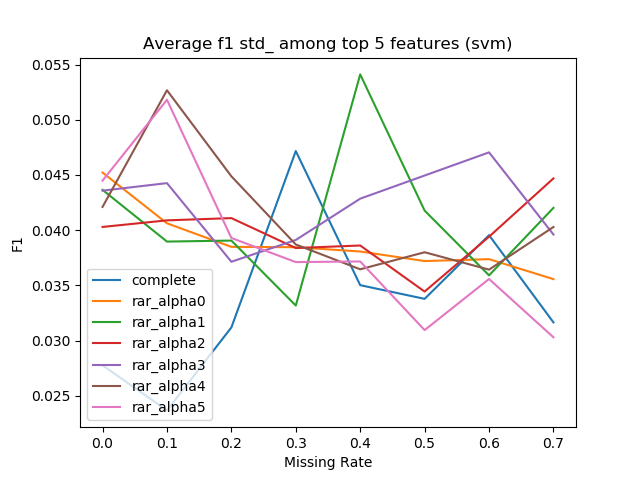 Average f1 std_ among top 5 features (svm)
0.055
0.050
0.045
0.040
0.035
0.030
0.025
F1
complete
rar_alpha0
rar_alpha1
rar_alpha2
rar_alpha3
rar_alpha4
rar_alpha5
0.0 0.1 0.2 0.3 0.4 0.5 0.6 0.7
Missing Rate